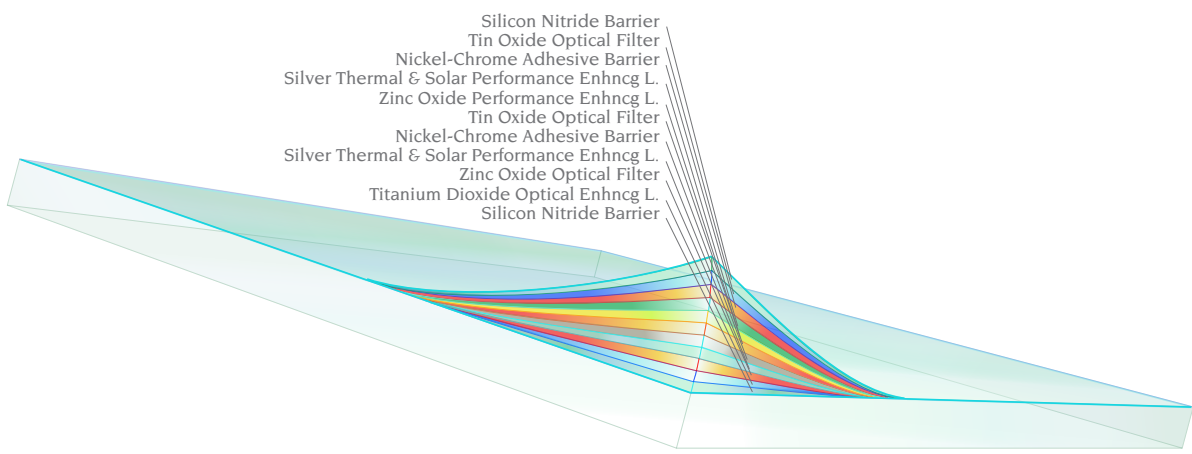 Silicon Nitride Barrier
Tin Oxide Optical Filter
Nickel-Chrome Adhesive Barrier
Silver Thermal & Solar Performance Enhncg L.
Zinc Oxide Performance Enhncg L.
Tin Oxide Optical Filter
Nickel-Chrome Adhesive Barrier
Silver Thermal & Solar Performance Enhncg L.
Zinc Oxide Optical Filter
Titanium Dioxide Optical Enhncg L.
Silicon Nitride Barrier